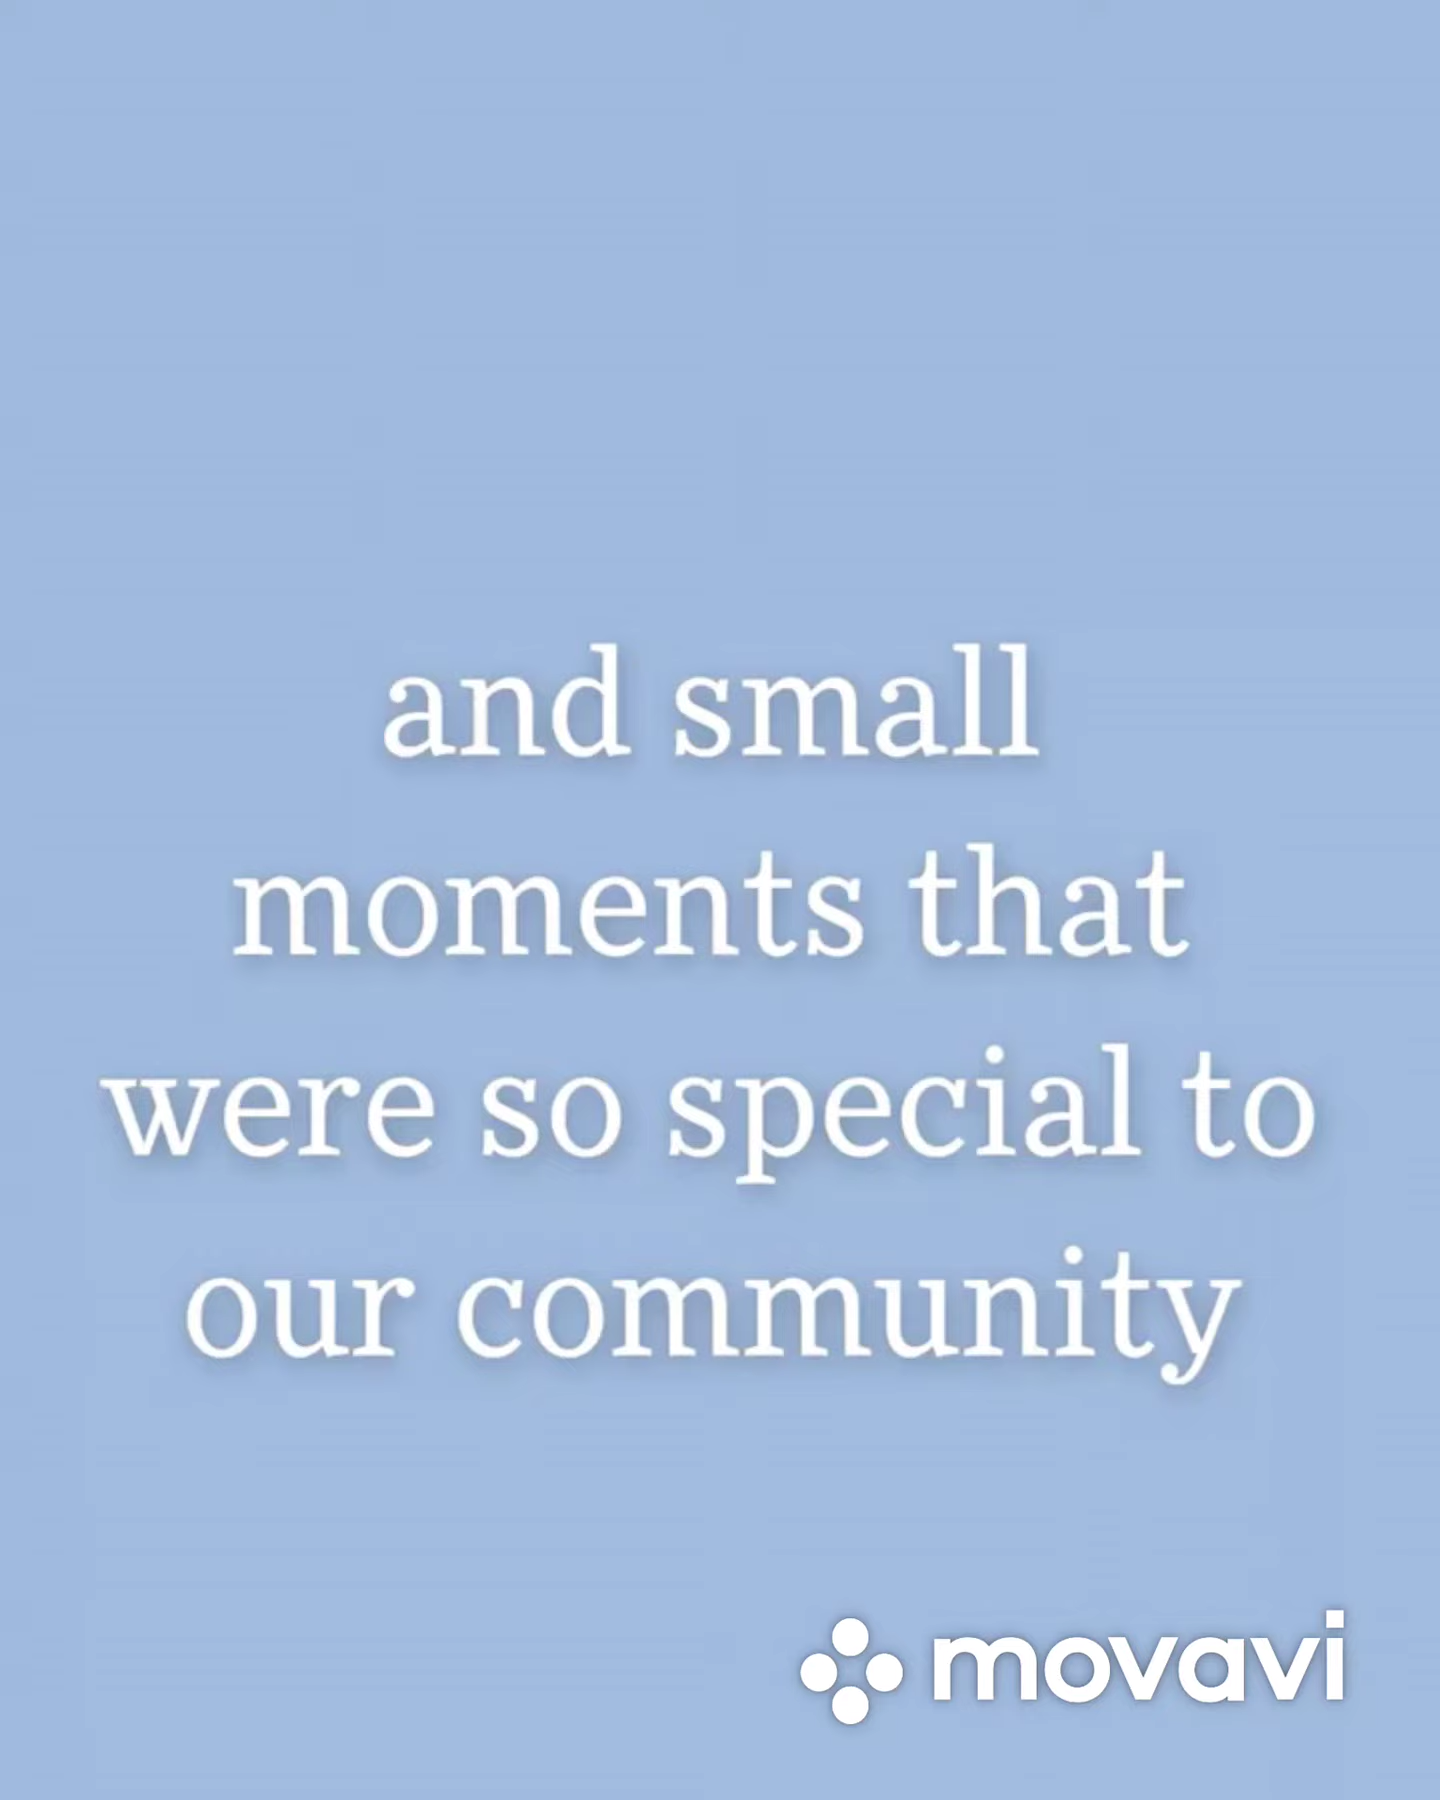 and small
moments that
were so special to
our community
movavi